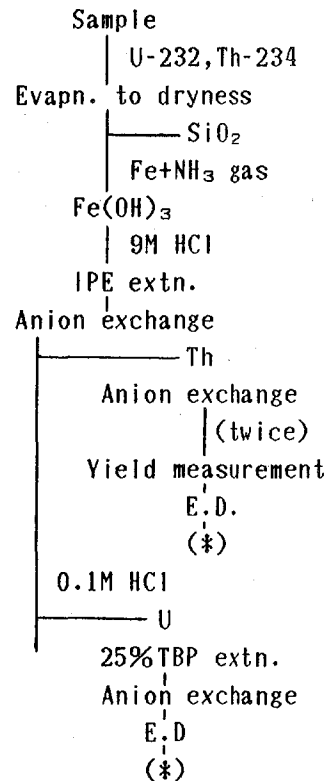 Sample
U-232,Th-234
Evapn. to dryness
SiO₂
Fe+NH₃ gas
Fe(OH)₃
9M HCl
IPE extn.
Anion exchange
Th
Anion exchange
(twice)
Yield measurement
E.D.
(*)
0.1M HCl
U
25%TBP extn.
Anion exchange
E.D
(*)